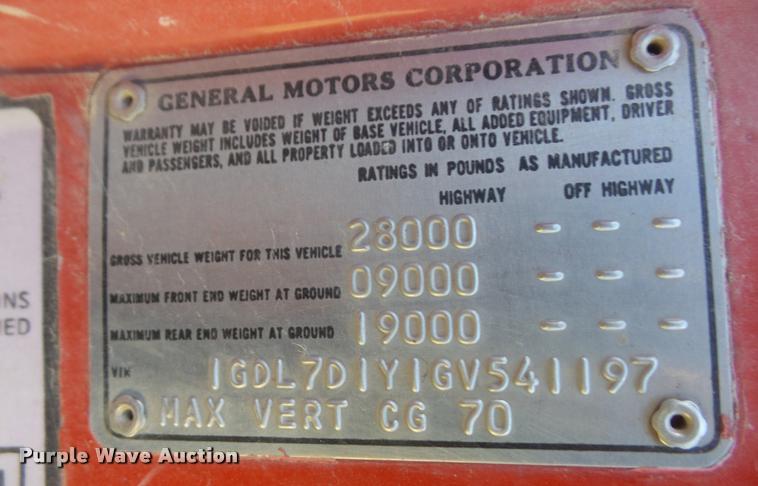 GENERAL MOTORS CORPORATION
WARRANTY MAY BE VOIDED IF WEIGHT EXCEEDS ANY OF RATINGS SHOWN. GROSS
VEHICLE WEIGHT INCLUDES WEIGHT OF BASE VEHICLE, ALL ADDED EQUIPMENT, DRIVER
AND PASSENGERS, AND ALL PROPERTY LOADED INTO OR ONTO VEHICLE.
RATINGS IN POUNDS AS MANUFACTURED
HIGHWAY OFF HIGHWAY
GROSS VEHICLE WEIGHT FOR THIS VEHICLE 28000 - - -
MAXIMUM FRONT END WEIGHT AT GROUND 09000 - - -
MAXIMUM REAR END WEIGHT AT GROUND 19000 - - -
VIN 1GDL7D1Y1GV541197
MAX VERT CG 70
Purple Wave Auction